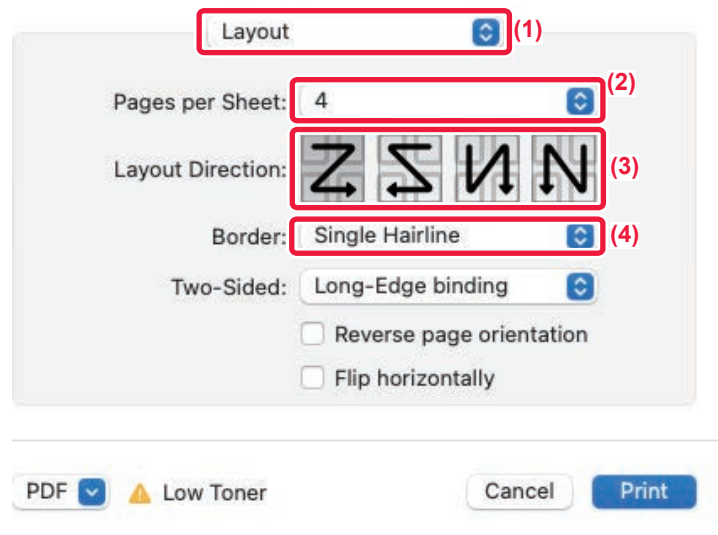 Layout (1)
Pages per Sheet: 4 (2)
Layout Direction: (3)
Border: Single Hairline (4)
Two-Sided: Long-Edge binding
Reverse page orientation
Flip horizontally
PDF Low Toner Cancel Print